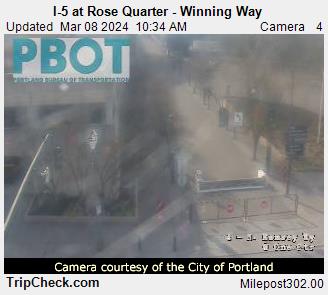 I-5 at Rose Quarter - Winning Way
Updated Mar 08 2024 10:34 AM Camera 4
PBOT
PORTLAND BUREAU OF TRANSPORTATION
Camera courtesy of the City of Portland
TripCheck.com Milepost302.00